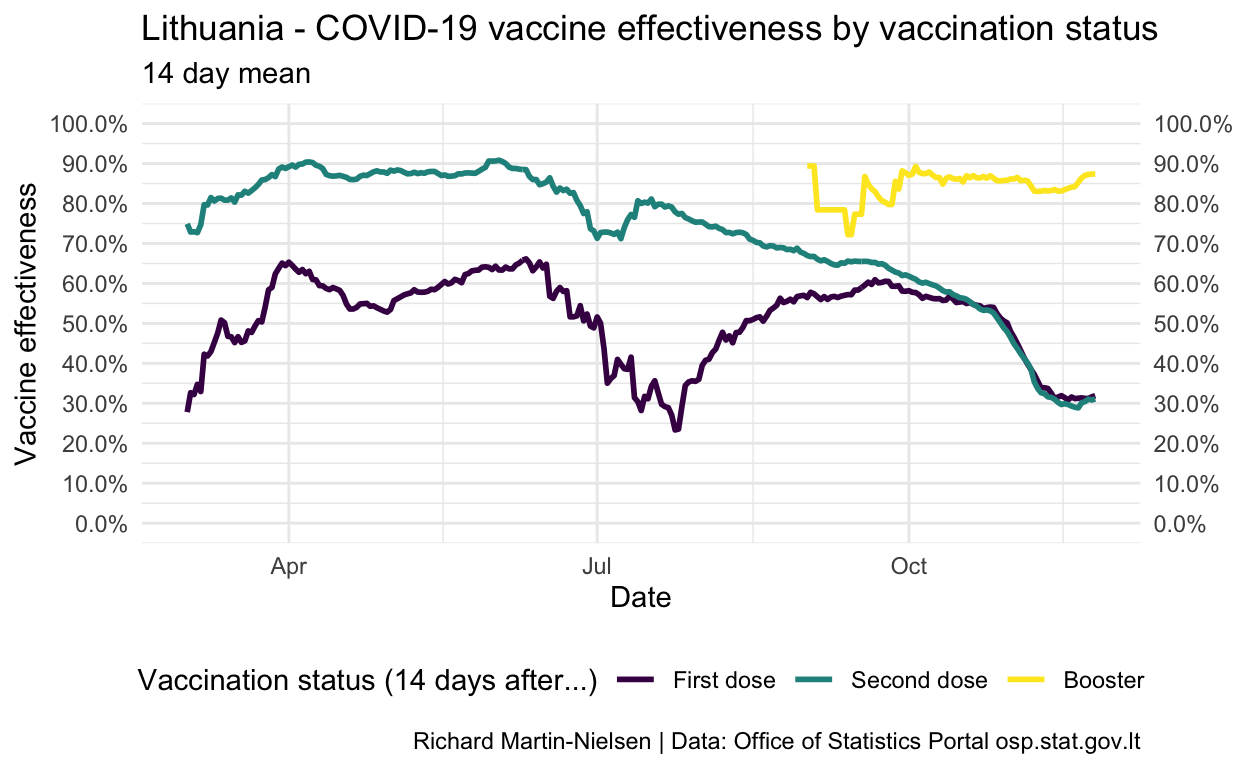 Lithuania - COVID-19 vaccine effectiveness by vaccination status
14 day mean
Vaccine effectiveness
100.0% 100.0%
90.0% 90.0%
80.0% 80.0%
70.0% 70.0%
60.0% 60.0%
50.0% 50.0%
40.0% 40.0%
30.0% 30.0%
20.0% 20.0%
10.0% 10.0%
0.0% 0.0%
Apr Jul Oct
Date
Vaccination status (14 days after...) First dose Second dose Booster
Richard Martin-Nielsen | Data: Office of Statistics Portal osp.stat.gov.lt